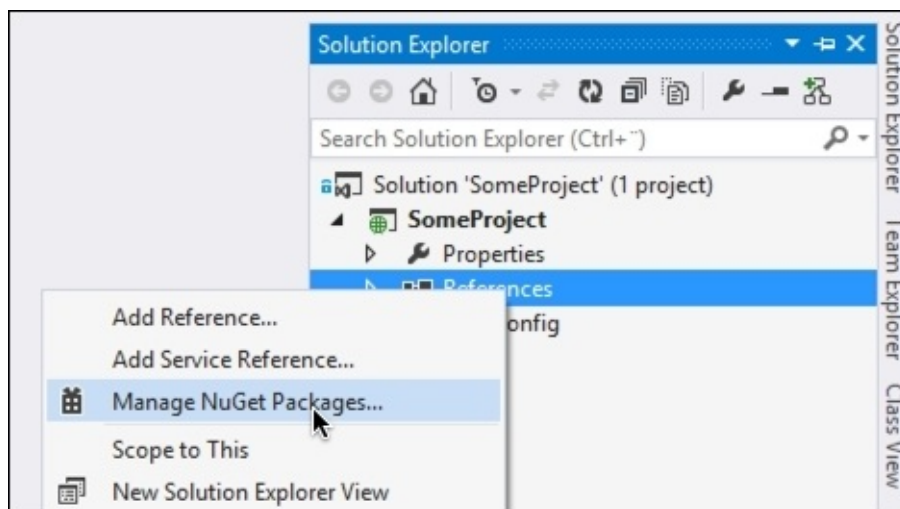 Solution Explorer
Search Solution Explorer (Ctrl+¨)
Solution 'SomeProject' (1 project)
SomeProject
Properties
References
onfig
Add Reference...
Add Service Reference...
Manage NuGet Packages...
Scope to This
New Solution Explorer View
Solution Explorer
Team Explorer
Class View